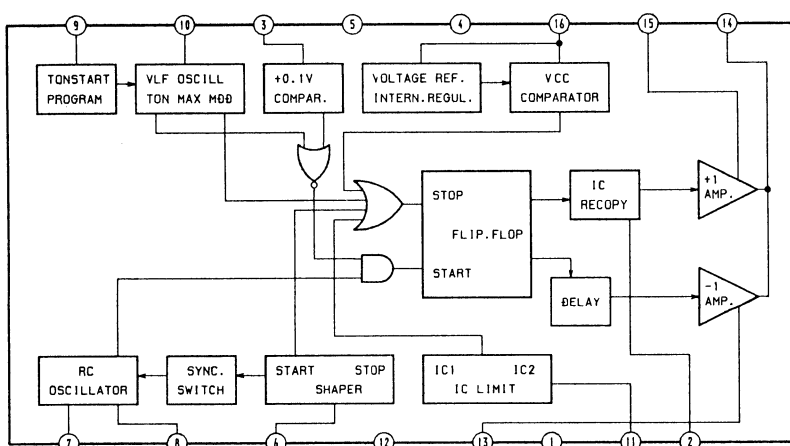 9 10 3 5 4 16 15 14
TONSTART
PROGRAM
VLF OSCILL
TON MAX MOD
+0.1V
COMPAR.
VOLTAGE REF.
INTERN.REGUL.
VCC
COMPARATOR
STOP
FLIP.FLOP
START
IC
RECOPY
+1
AMP.
DELAY
-1
AMP.
RC
OSCILLATOR
SYNC.
SWITCH
START STOP
SHAPER
IC1 IC2
IC LIMIT
7 8 6 12 13 1 11 2